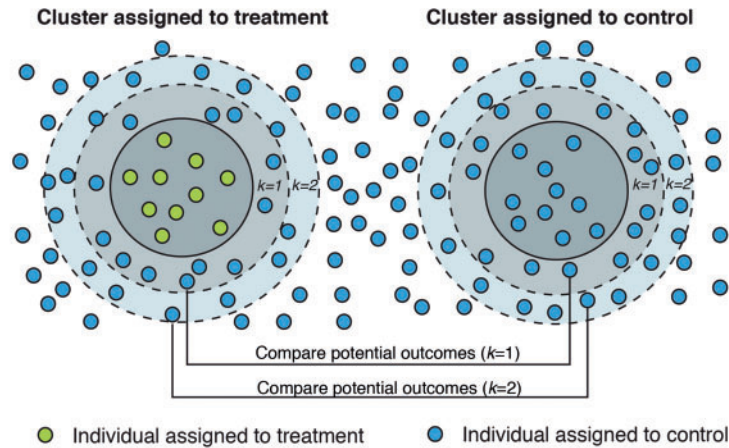 Cluster assigned to treatment
Cluster assigned to control
k=1
k=2
k=1
k=2
Compare potential outcomes (k=1)
Compare potential outcomes (k=2)
Individual assigned to treatment
Individual assigned to control